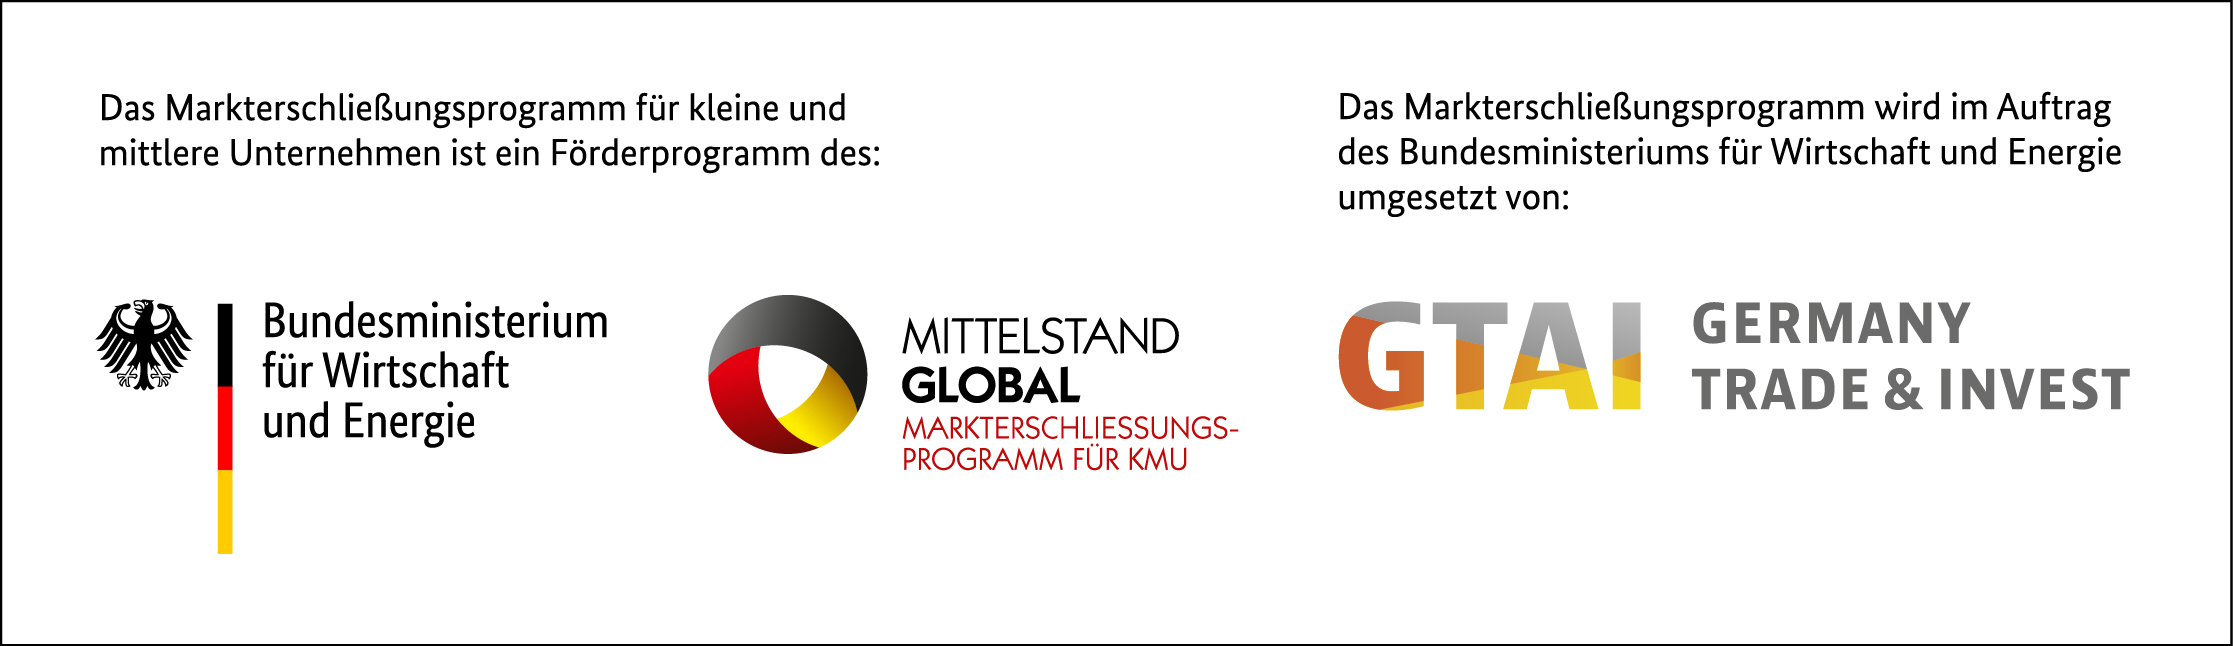 Das Markterschließungsprogramm für kleine und
mittlere Unternehmen ist ein Förderprogramm des:
Bundesministerium
für Wirtschaft
und Energie
MITTELSTAND
GLOBAL
MARKTERSCHLIESSUNGS-
PROGRAMM FÜR KMU
Das Markterschließungsprogramm wird im Auftrag
des Bundesministeriums für Wirtschaft und Energie
umgesetzt von:
GTAI
GERMANY
TRADE & INVEST